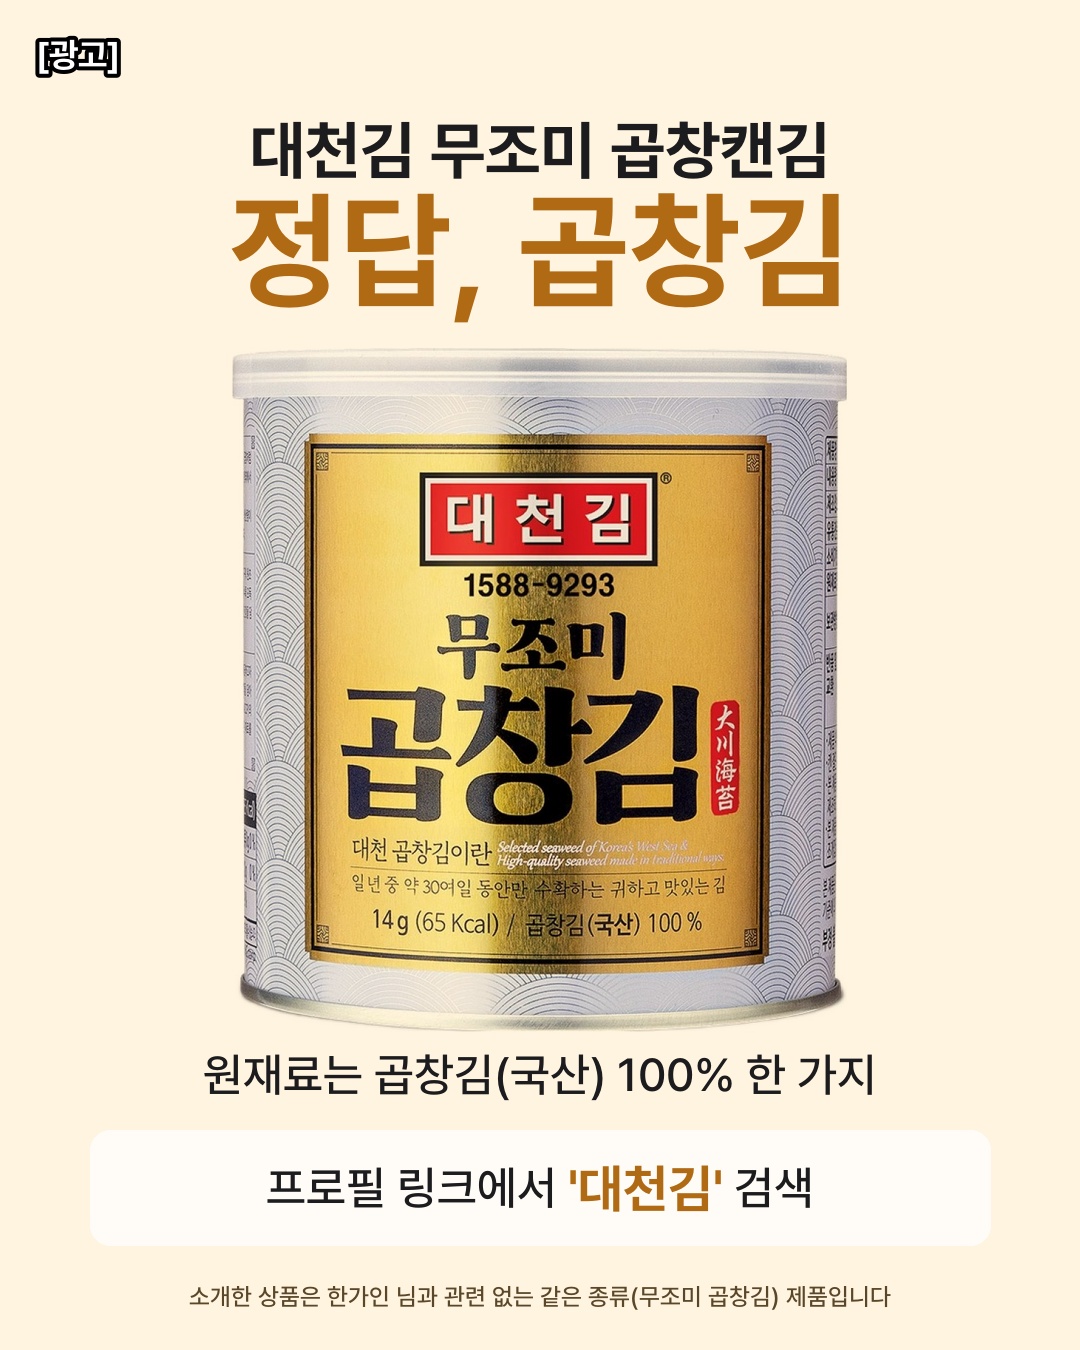 [광고]
대천김 무조미 곱창캔김
정답, 곱창김
대천김®
1588-9293
무조미
곱창김
大川海苔
대천 곱창김이란 Selected seaweed of Korea's West Sea &
High-quality seaweed made in traditional ways.
일년 중 약 30여일 동안만 수확하는 귀하고 맛있는 김
14g (65 Kcal) / 곱창김(국산) 100 %
원재료는 곱창김(국산) 100% 한 가지
프로필 링크에서 '대천김' 검색
소개한 상품은 한가인 님과 관련 없는 같은 종류(무조미 곱창김) 제품입니다